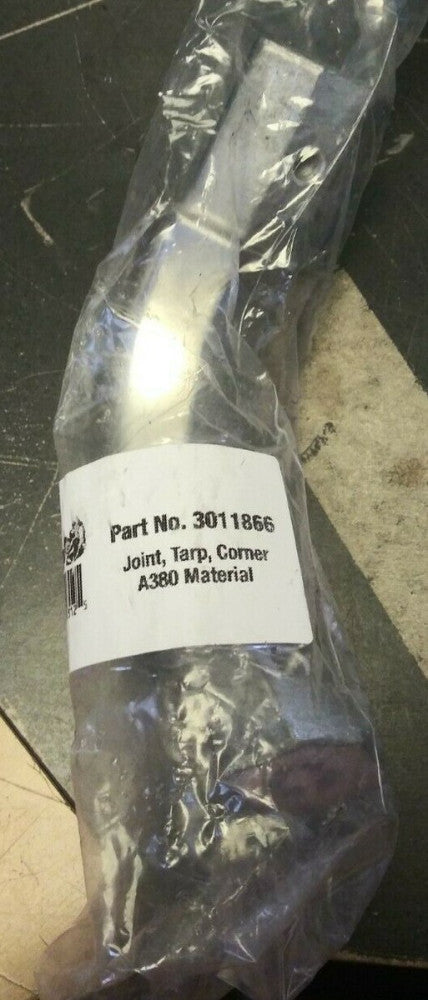 Part No. 3011866
Joint, Tarp, Corner
A380 Material